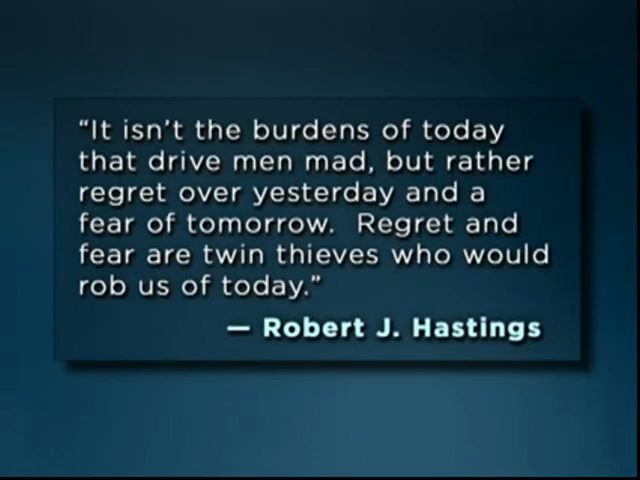 “It isn’t the burdens of today
that drive men mad, but rather
regret over yesterday and a
fear of tomorrow.  Regret and
fear are twin thieves who would
rob us of today.”
— Robert J. Hastings